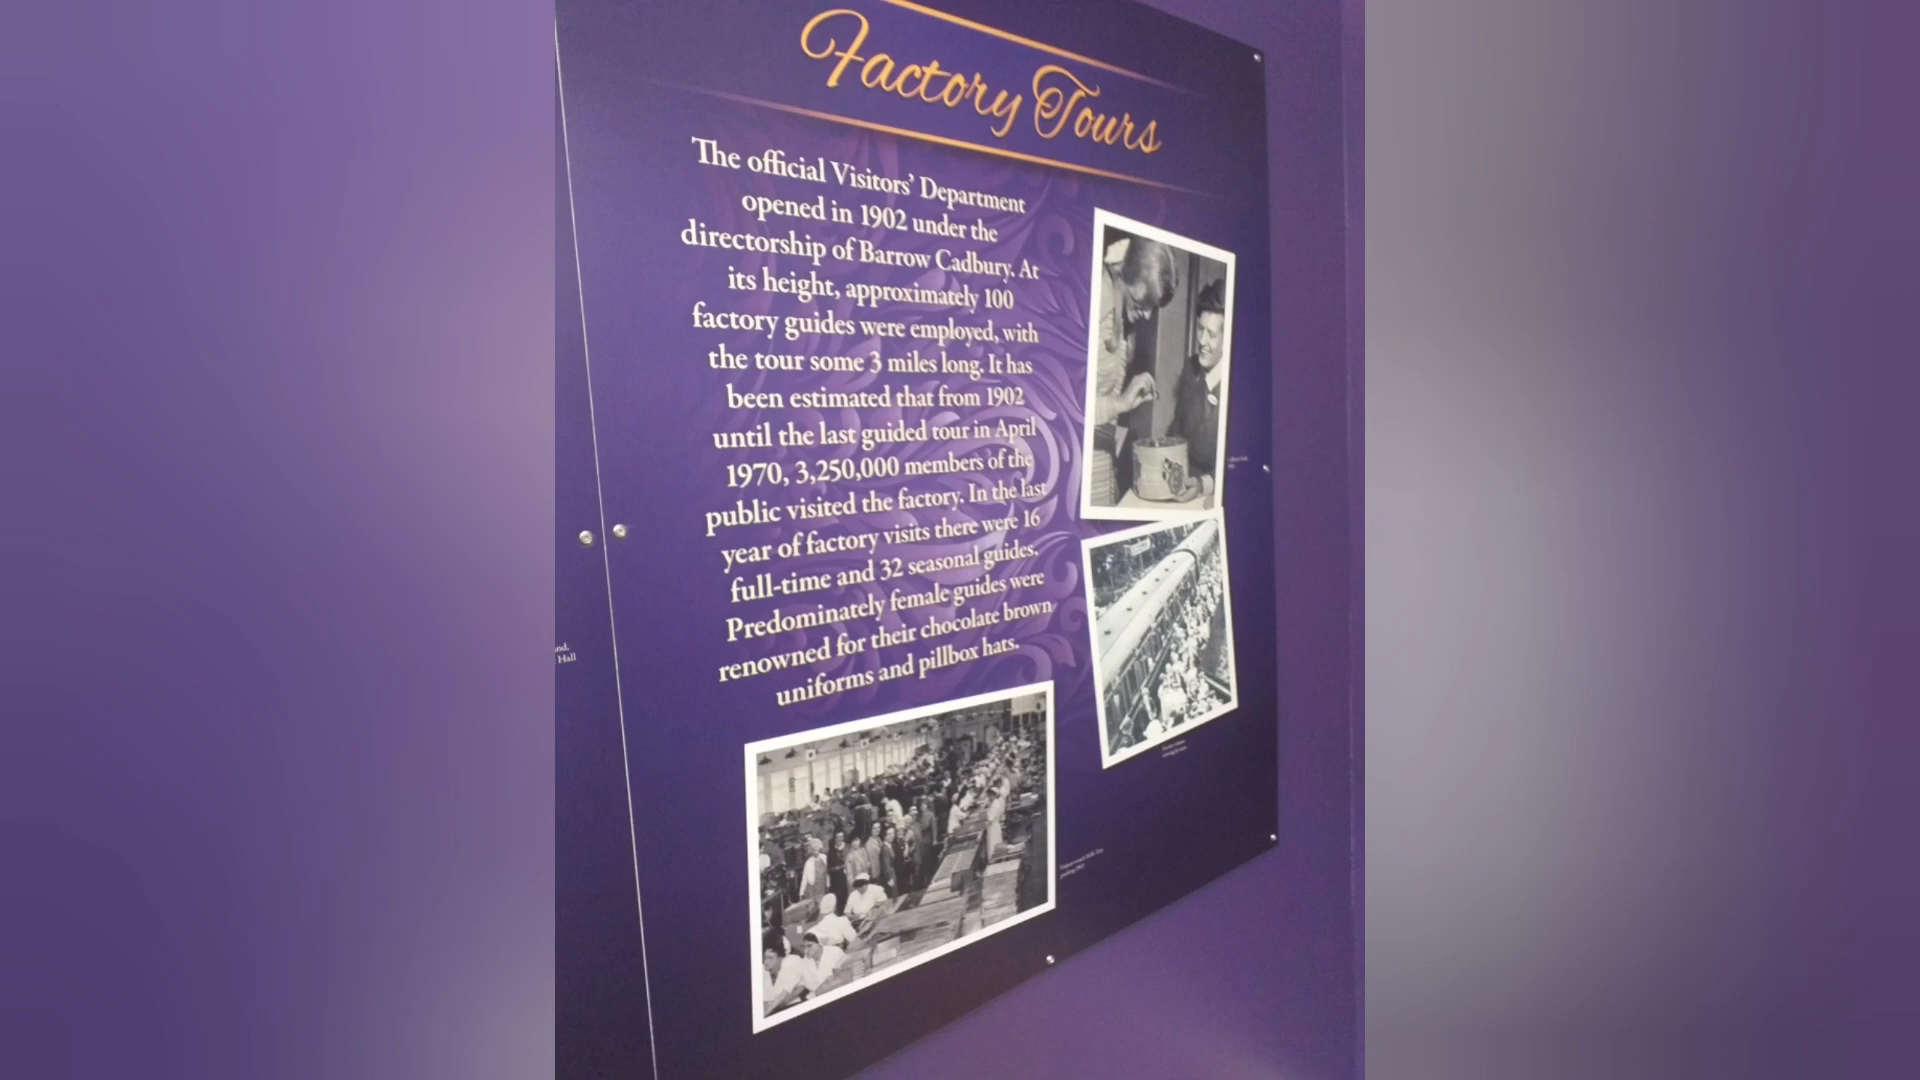 Factory Tours
The official Visitors' Department
opened in 1902 under the
directorship of Barrow Cadbury. At
its height, approximately 100
factory guides were employed, with
the tour some 3 miles long. It has
been estimated that from 1902
until the last guided tour in April
1970, 3,250,000 members of the
public visited the factory. In the last
year of factory visits there were 16
full-time and 32 seasonal guides.
Predominately female guides were
renowned for their chocolate brown
uniforms and pillbox hats.
Hall